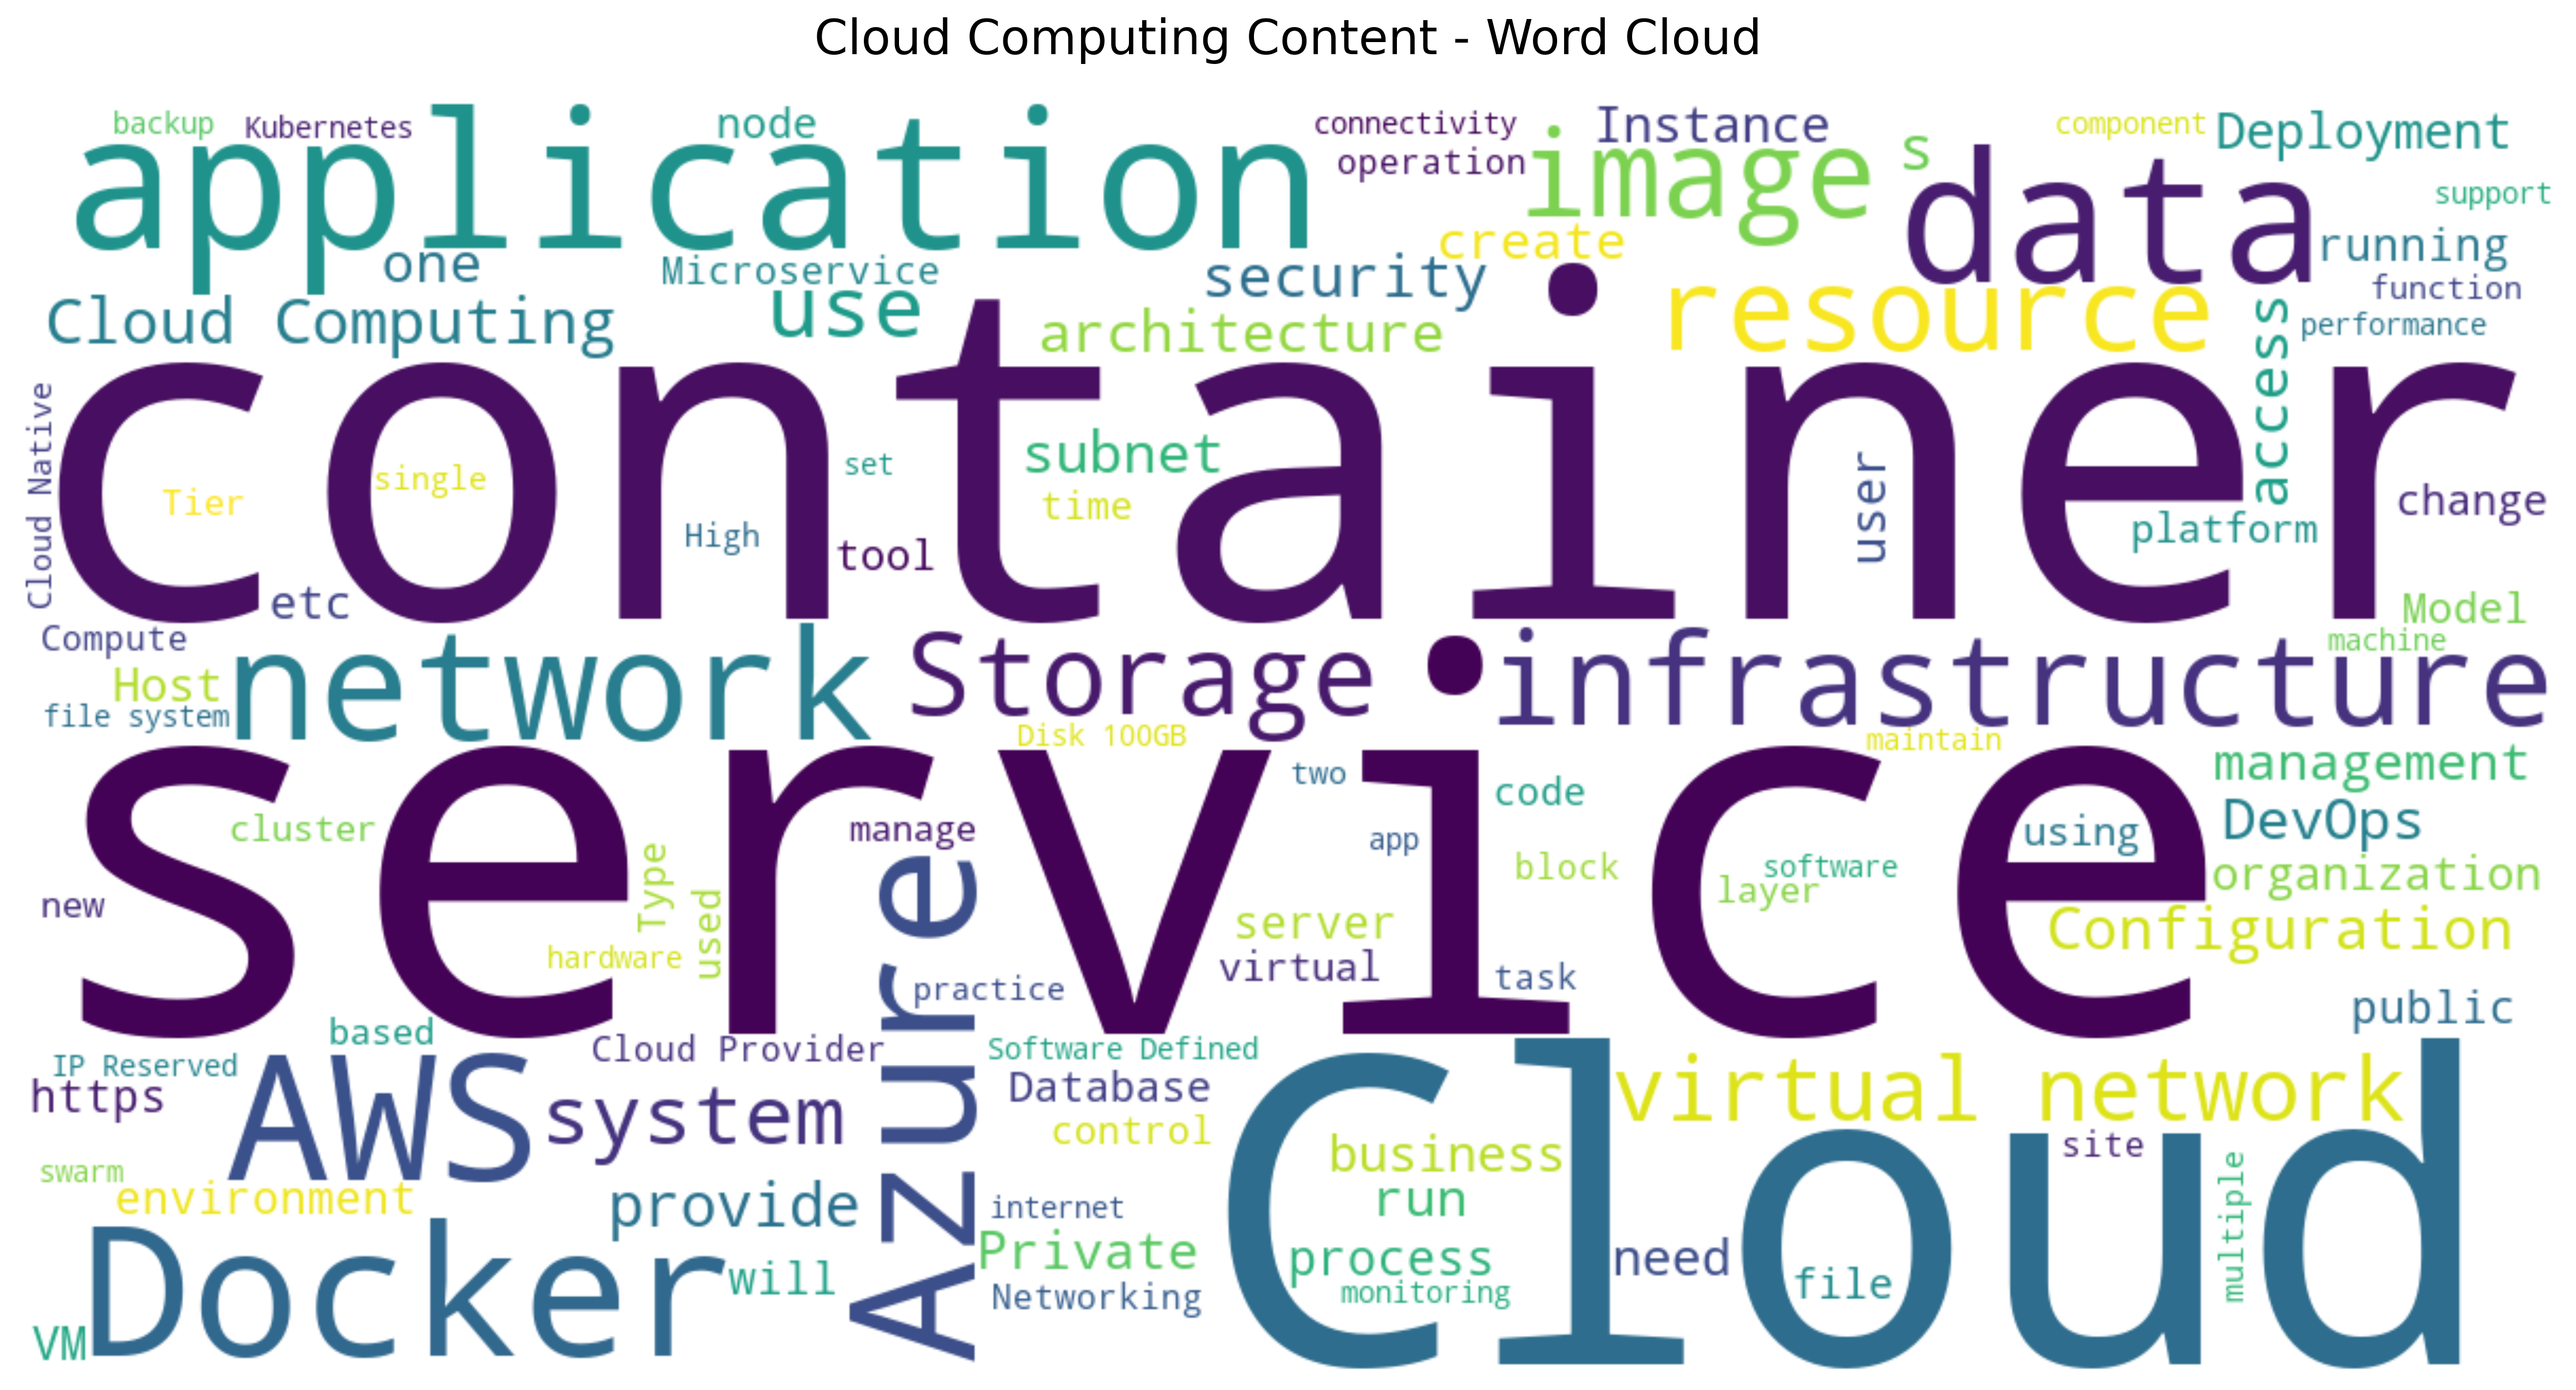 Cloud Computing Content - Word Cloud
backup
Kubernetes
application
node
connectivity
operation
Instance
image
s
component
Deployment
data
support
one
Microservice
security
create
running
function
Cloud Computing
use
architecture
resource
access
performance
container
Cloud Native
Tier
single
set
High
tool
subnet
time
user
platform
change
etc
Model
Compute
Host
file system
network
Storage
infrastructure
machine
Disk 100GB
maintain
management
service
two
code
cluster
manage
app
block
software
layer
using
DevOps
organization
new
Type
used
hardware
Azure
practice
server
virtual
task
Configuration
public
based
IP Reserved
https
AWS
Cloud Provider
system
Software Defined
Database
control
Cloud
virtual network
swarm
environment
provide
business
run
site
multiple
internet
Private
process
need
file
Docker
will
Networking
monitoring
VM